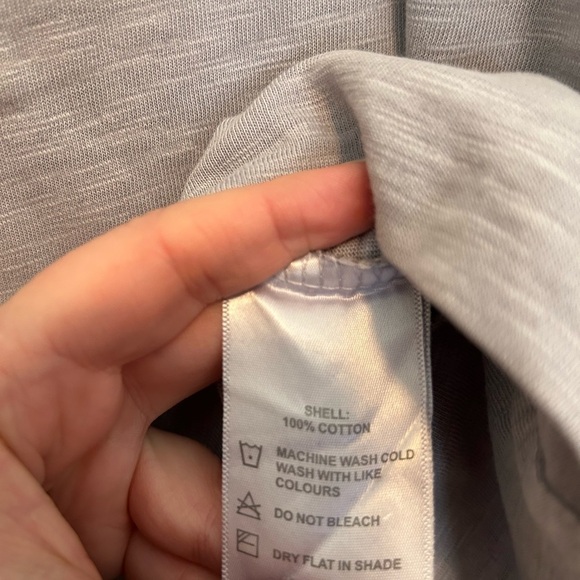 SHELL:
100% COTTON
MACHINE WASH COLD
WASH WITH LIKE
COLOURS
DO NOT BLEACH
DRY FLAT IN SHADE